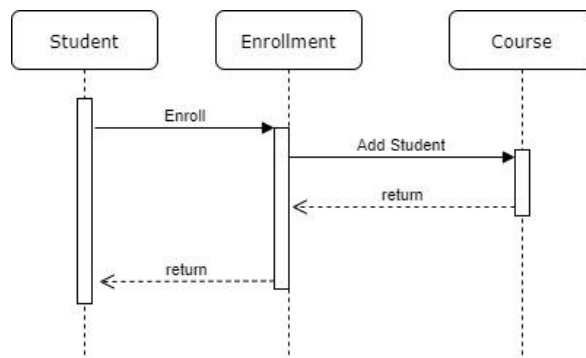 Student
Enrollment
Course
Enroll
Add Student
return
return